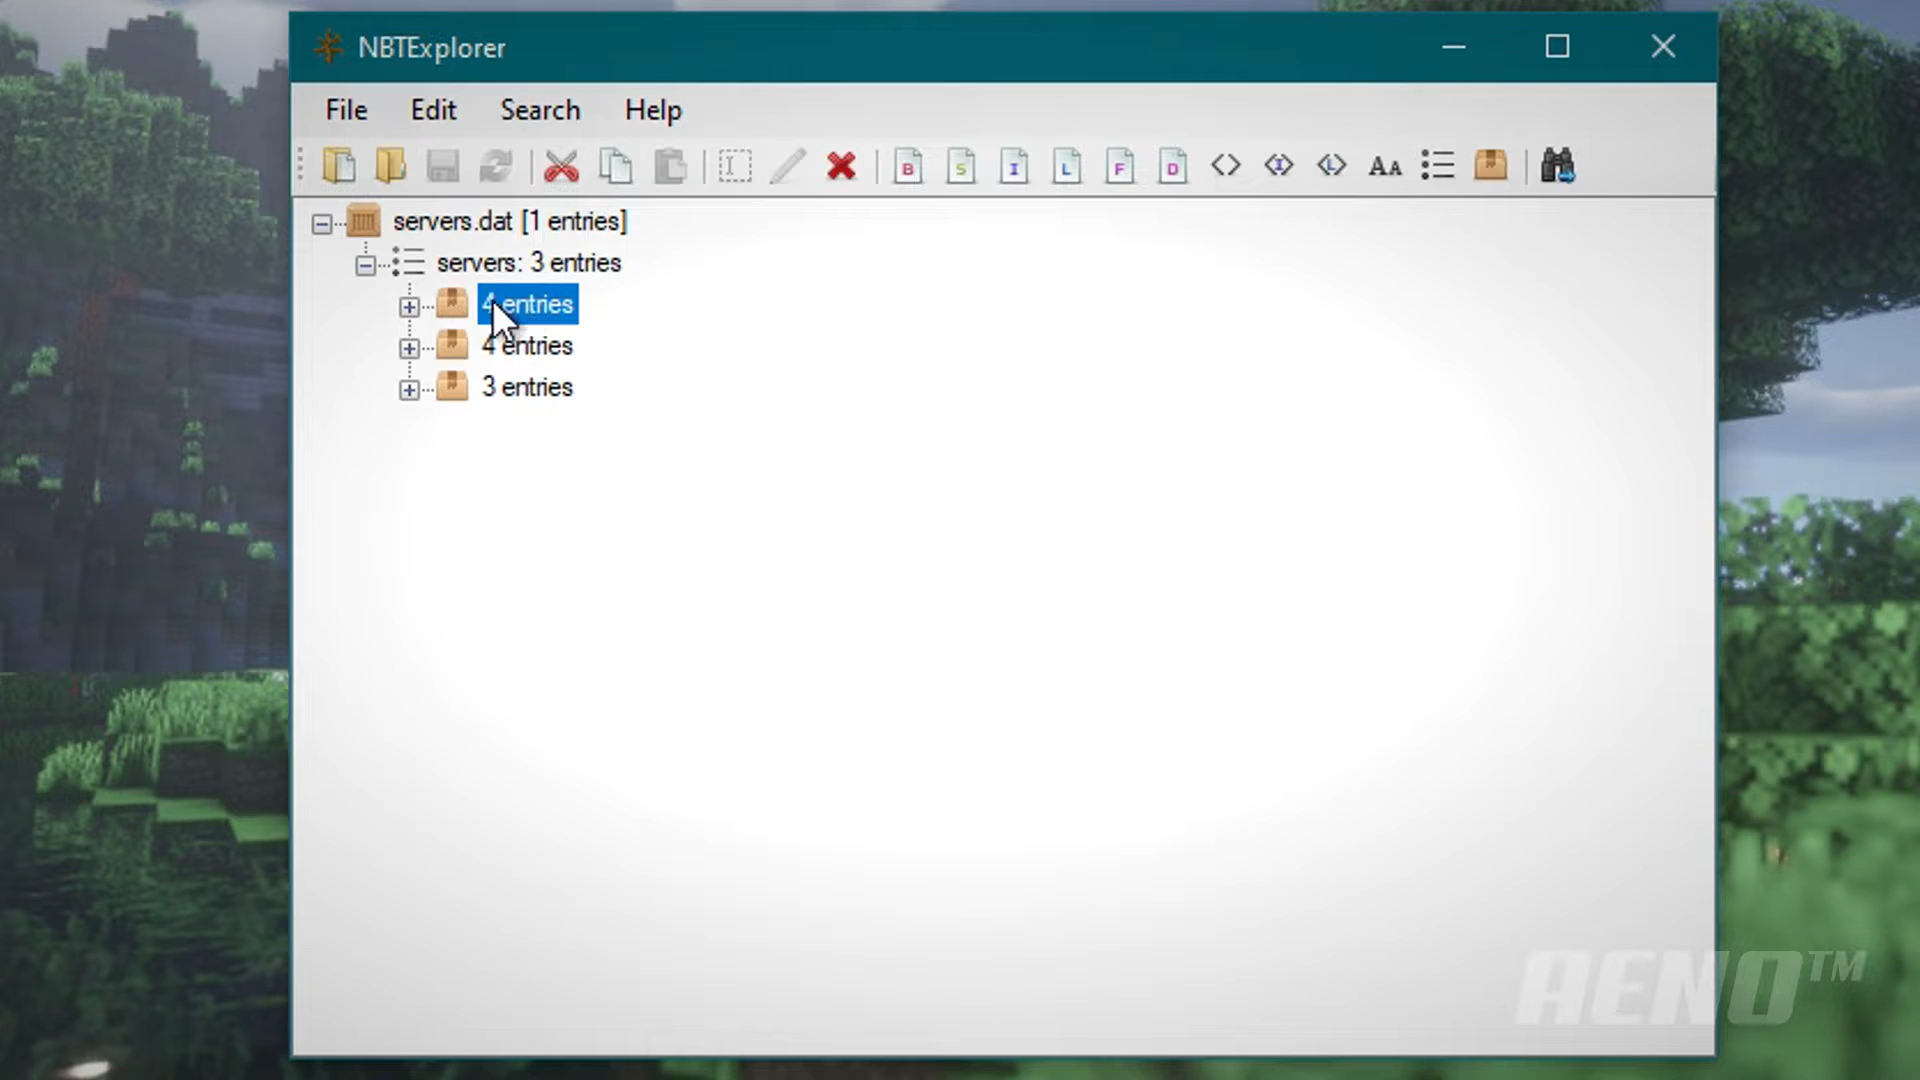 NBTExplorer
File Edit Search Help
B S I L F D I L AA
servers.dat [1 entries]
servers: 3 entries
4 entries
4 entries
3 entries
AENO™